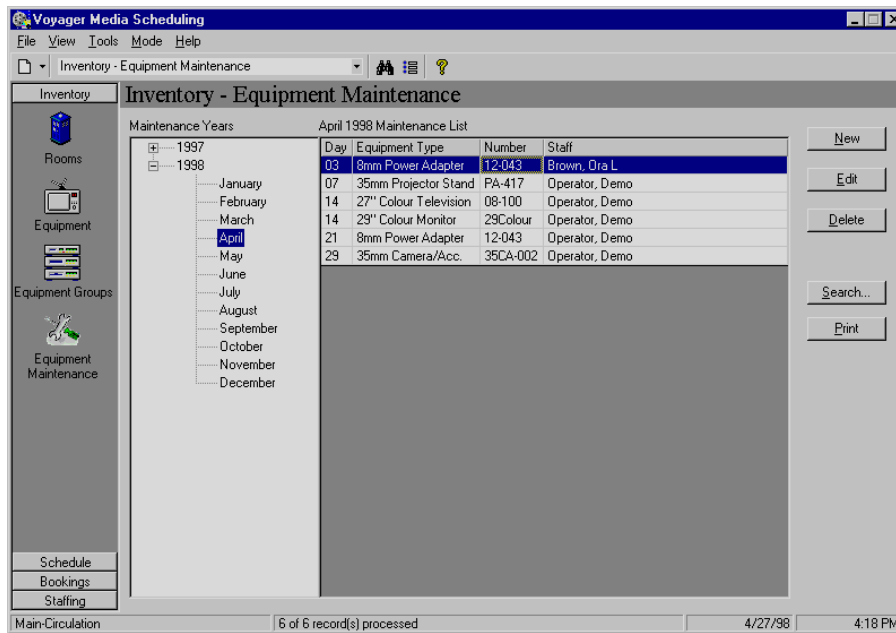 Voyager Media Scheduling
File View Tools Mode Help
Inventory - Equipment Maintenance
Inventory
Inventory - Equipment Maintenance
Rooms
Equipment
Equipment Groups
Equipment
Maintenance
Maintenance Years
1997
1998
January
February
March
April
May
June
July
August
September
October
November
December
April 1998 Maintenance List
Day Equipment Type Number Staff
03 8mm Power Adapter 12-043 Brown, Ora L
07 35mm Projector Stand PA-417 Operator, Demo
14 27" Colour Television 08-100 Operator, Demo
14 29" Colour Monitor 29Colour Operator, Demo
21 8mm Power Adapter 12-043 Operator, Demo
29 35mm Camera/Acc. 35CA-002 Operator, Demo
New
Edit
Delete
Search...
Print
Schedule
Bookings
Staffing
Main-Circulation 6 of 6 record(s) processed 4/27/98 4:18 PM